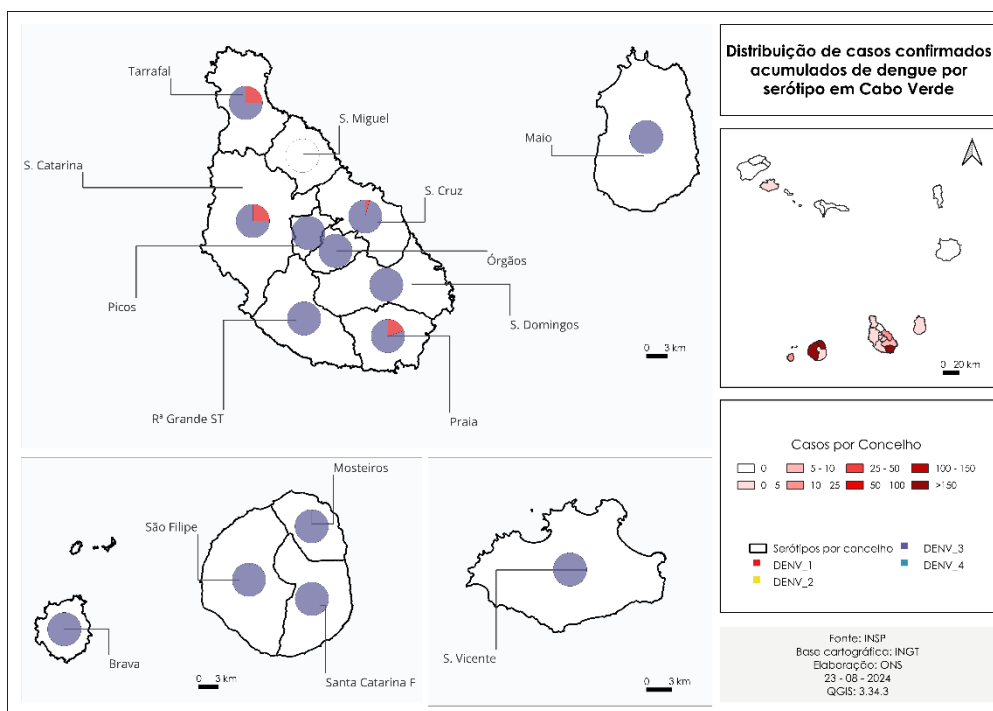 Distribuição de casos confirmados
acumulados de dengue por
serótipo em Cabo Verde
Tarrafal
S. Miguel
S. Catarina
Maio
S. Cruz
Órgãos
Picos
S. Domingos
Rª Grande ST
Praia
0 3 km
0 20 km
Casos por Concelho
0 5 - 10 25 - 50 100 - 150
0 5 10 25 50 100 >150
Serótipos por concelho DENV_3
DENV_1 DENV_4
DENV_2
Mosteiros
São Filipe
Brava
Santa Catarina F
0 3 km
S. Vicente
0 3 km
Fonte: INSP
Base cartográfica: INGT
Elaboração: ONS
23 - 08 - 2024
QGIS: 3.34.3